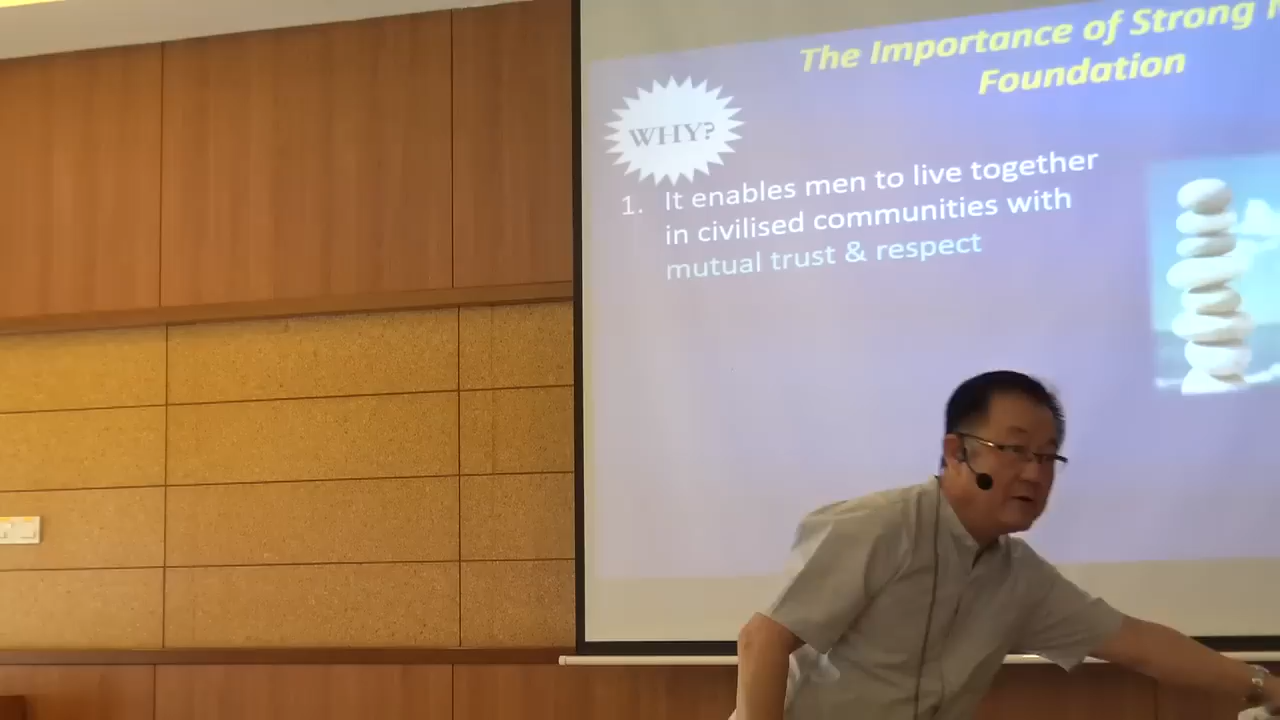 The Importance of Strong
Foundation
WHY?
1. It enables men to live together
in civilised communities with
mutual trust & respect